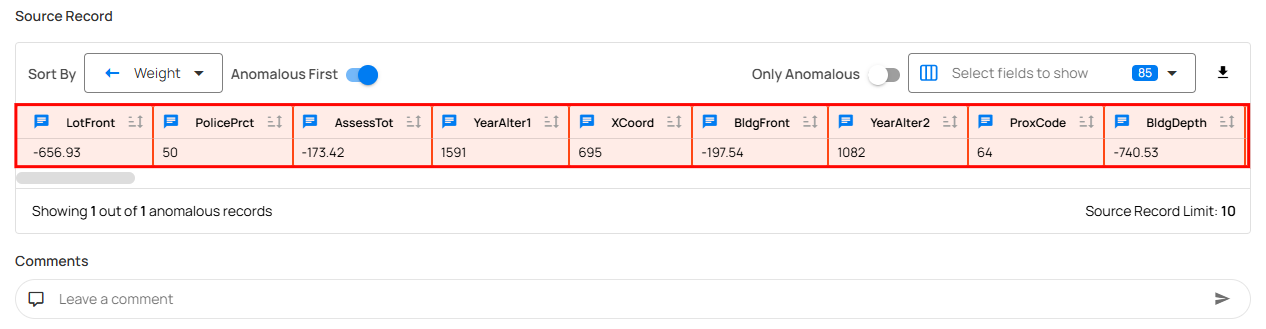 Source Record
Sort By Weight Anomalous First Only Anomalous Select fields to show 85
LotFront PolicePrct AssessTot YearAlter1 XCoord BldgFront YearAlter2 ProxCode BldgDepth
-656.93 50 -173.42 1591 695 -197.54 1082 64 -740.53
Showing 1 out of 1 anomalous records Source Record Limit: 10
Comments
Leave a comment